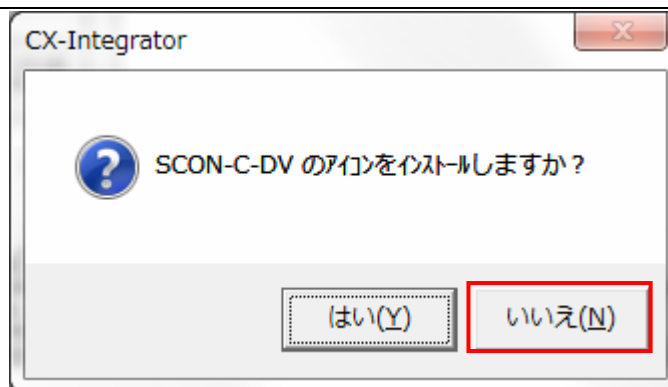 CX-Integrator
SCON-C-DV のｱｲｺﾝをｲﾝｽﾄｰﾙしますか？
はい(Y)
いいえ(N)